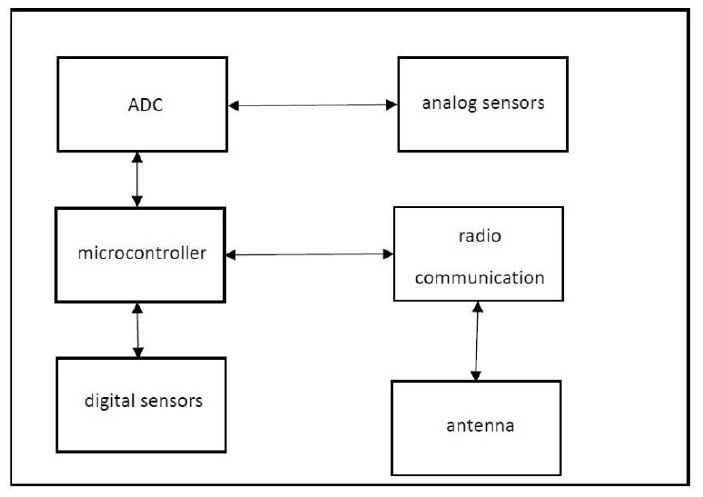 ADC
analog sensors
microcontroller
radio
communication
digital sensors
antenna